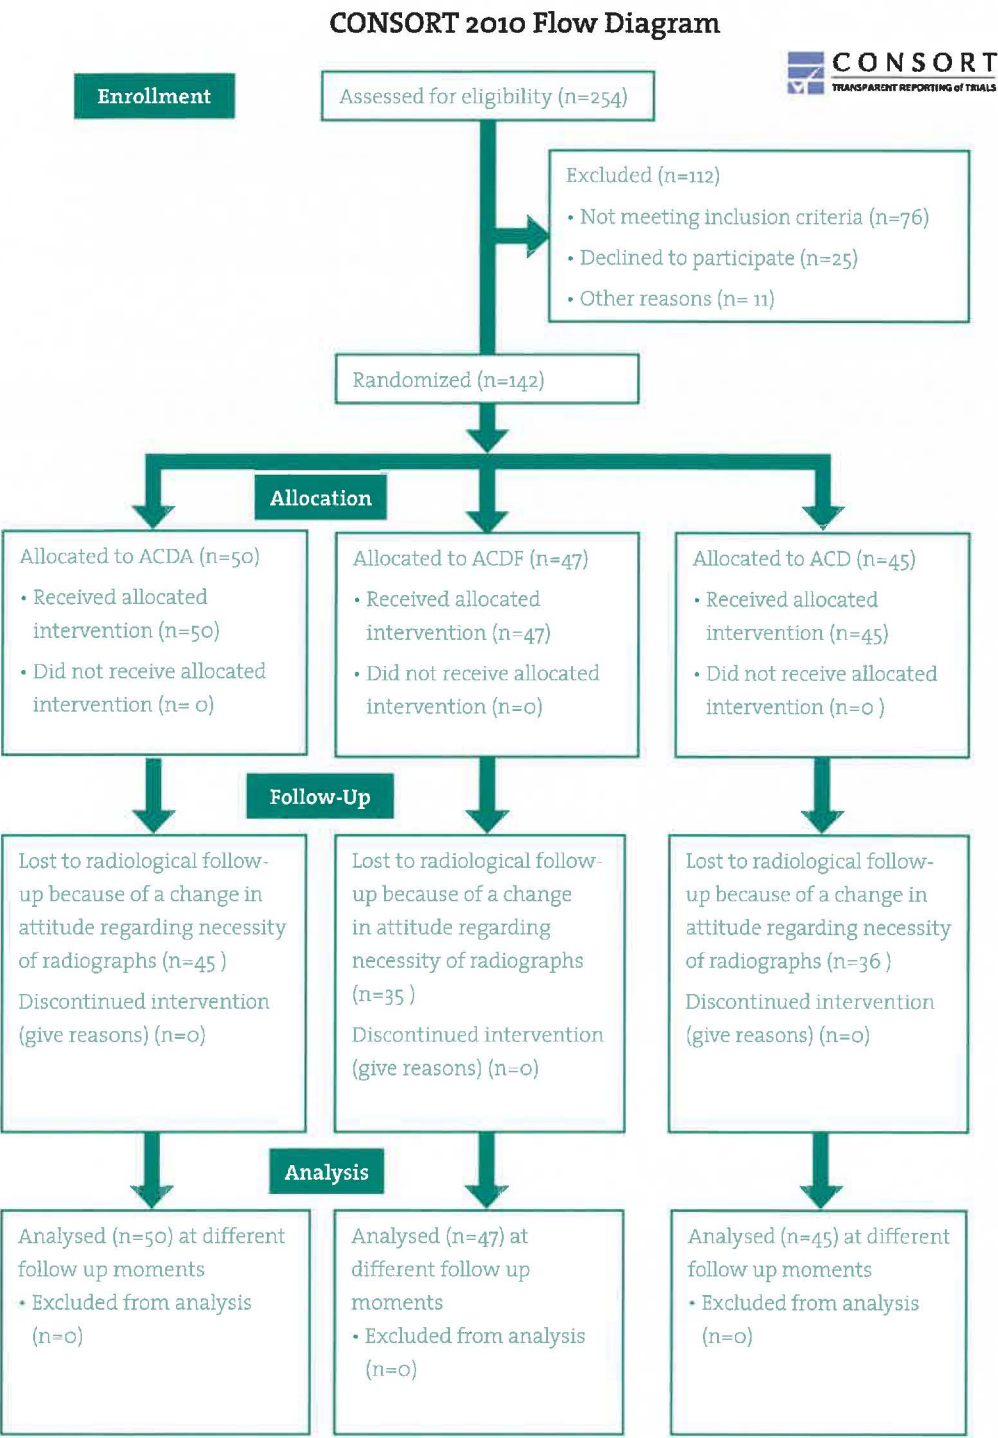 CONSORT 2010 Flow Diagram
CONSORT
TRANSPARENT REPORTING of TRIALS
Enrollment
Assessed for eligibility (n=254)
Excluded (n=112)
• Not meeting inclusion criteria (n=76)
• Declined to participate (n=25)
• Other reasons (n= 11)
Randomized (n=142)
Allocation
Allocated to ACDA (n=50)
• Received allocated
intervention (n=50)
• Did not receive allocated
intervention (n= 0)
Allocated to ACDF (n=47)
• Received allocated
intervention (n=47)
• Did not receive allocated
intervention (n=0)
Allocated to ACD (n=45)
• Received allocated
intervention (n=45)
• Did not receive allocated
intervention (n=0 )
Follow-Up
Lost to radiological follow-
up because of a change in
attitude regarding necessity
of radiographs (n=45 )
Discontinued intervention
(give reasons) (n=0)
Lost to radiological follow-
up because of a change
in attitude regarding
necessity of radiographs
(n=35 )
Discontinued intervention
(give reasons) (n=0)
Lost to radiological follow-
up because of a change in
attitude regarding necessity
of radiographs (n=36 )
Discontinued intervention
(give reasons) (n=0)
Analysis
Analysed (n=50) at different
follow up moments
• Excluded from analysis
(n=0)
Analysed (n=47) at
different follow up
moments
• Excluded from analysis
(n=0)
Analysed (n=45) at different
follow up moments
• Excluded from analysis
(n=0)